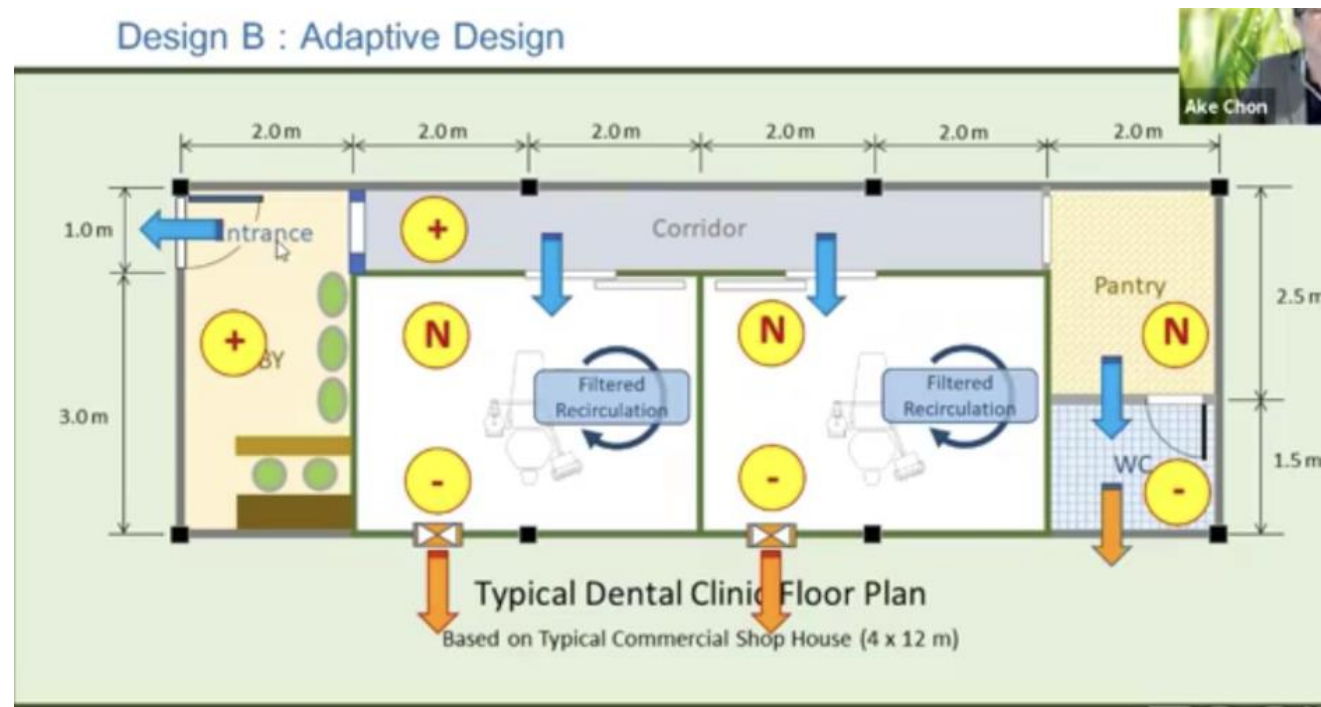 Design B : Adaptive Design
Ake Chon
2.0 m 2.0 m 2.0 m 2.0 m 2.0 m 2.0 m
1.0 m
ntrance
+
Corridor
Pantry
2.5 m
N
N
N
+
BY
Filtered
Recirculation
Filtered
Recirculation
3.0 m
-
-
WC
-
1.5 m
Typical Dental Clinic Floor Plan
Based on Typical Commercial Shop House (4 x 12 m)